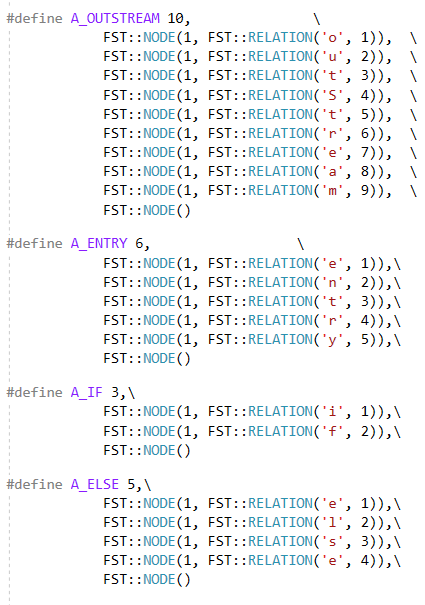 #define A_OUTSTREAM 10, \
FST::NODE(1, FST::RELATION('o', 1)), \
FST::NODE(1, FST::RELATION('u', 2)), \
FST::NODE(1, FST::RELATION('t', 3)), \
FST::NODE(1, FST::RELATION('S', 4)), \
FST::NODE(1, FST::RELATION('t', 5)), \
FST::NODE(1, FST::RELATION('r', 6)), \
FST::NODE(1, FST::RELATION('e', 7)), \
FST::NODE(1, FST::RELATION('a', 8)), \
FST::NODE(1, FST::RELATION('m', 9)), \
FST::NODE()
#define A_ENTRY 6, \
FST::NODE(1, FST::RELATION('e', 1)),\
FST::NODE(1, FST::RELATION('n', 2)),\
FST::NODE(1, FST::RELATION('t', 3)),\
FST::NODE(1, FST::RELATION('r', 4)),\
FST::NODE(1, FST::RELATION('y', 5)),\
FST::NODE()
#define A_IF 3,\
FST::NODE(1, FST::RELATION('i', 1)),\
FST::NODE(1, FST::RELATION('f', 2)),\
FST::NODE()
#define A_ELSE 5,\
FST::NODE(1, FST::RELATION('e', 1)),\
FST::NODE(1, FST::RELATION('l', 2)),\
FST::NODE(1, FST::RELATION('s', 3)),\
FST::NODE(1, FST::RELATION('e', 4)),\
FST::NODE()